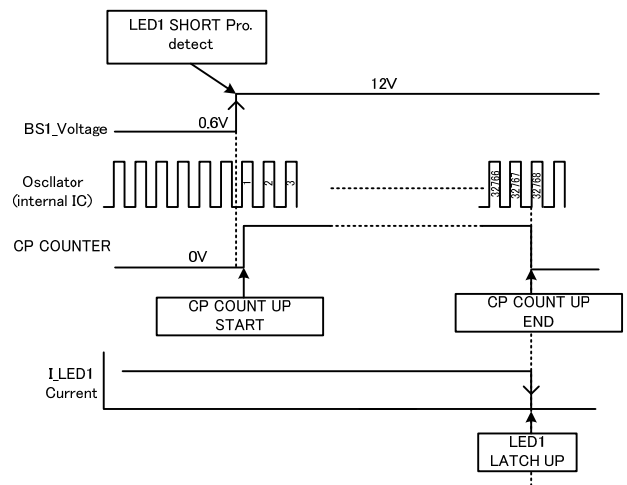 LED1 SHORT Pro.
detect
12V
0.6V
BS1_Voltage
Oscllator
(internal IC)
1
2
3
32766
32767
32768
CP COUNTER
0V
CP COUNT UP
START
CP COUNT UP
END
I_LED1
Current
LED1
LATCH UP